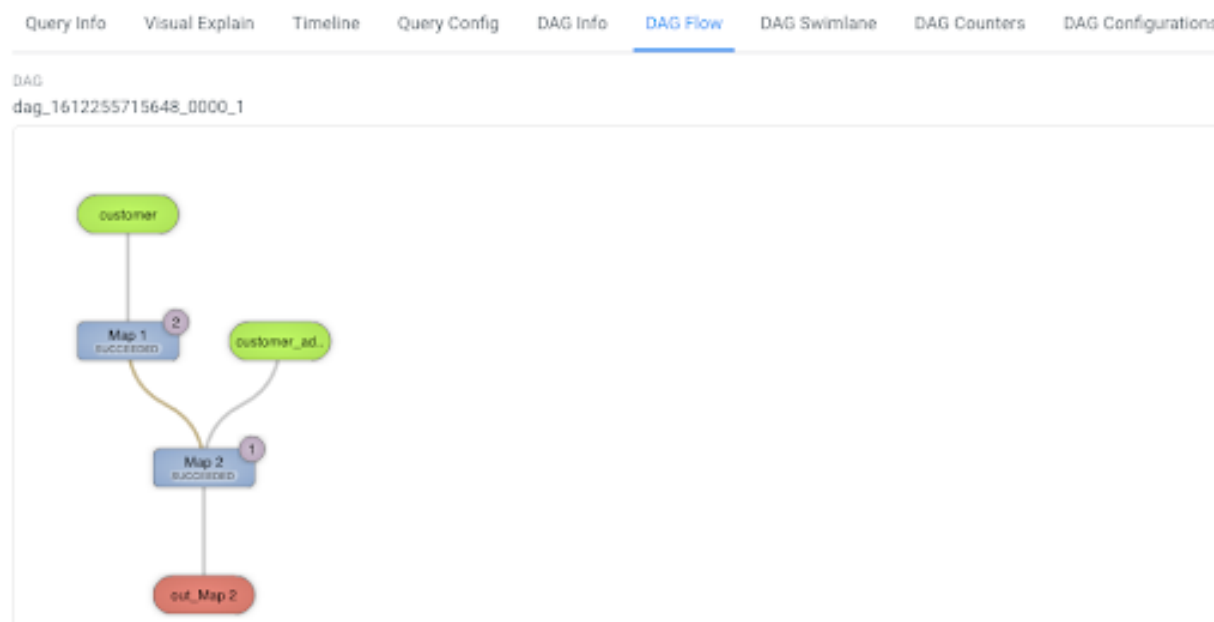 Query Info Visual Explain Timeline Query Config DAG Info DAG Flow DAG Swimlane DAG Counters DAG Configurations
DAG
dag_1612255715648_0000_1
customer
2
Map 1
SUCCEEDED
customer_ad..
1
Map 2
SUCCEEDED
out_Map 2